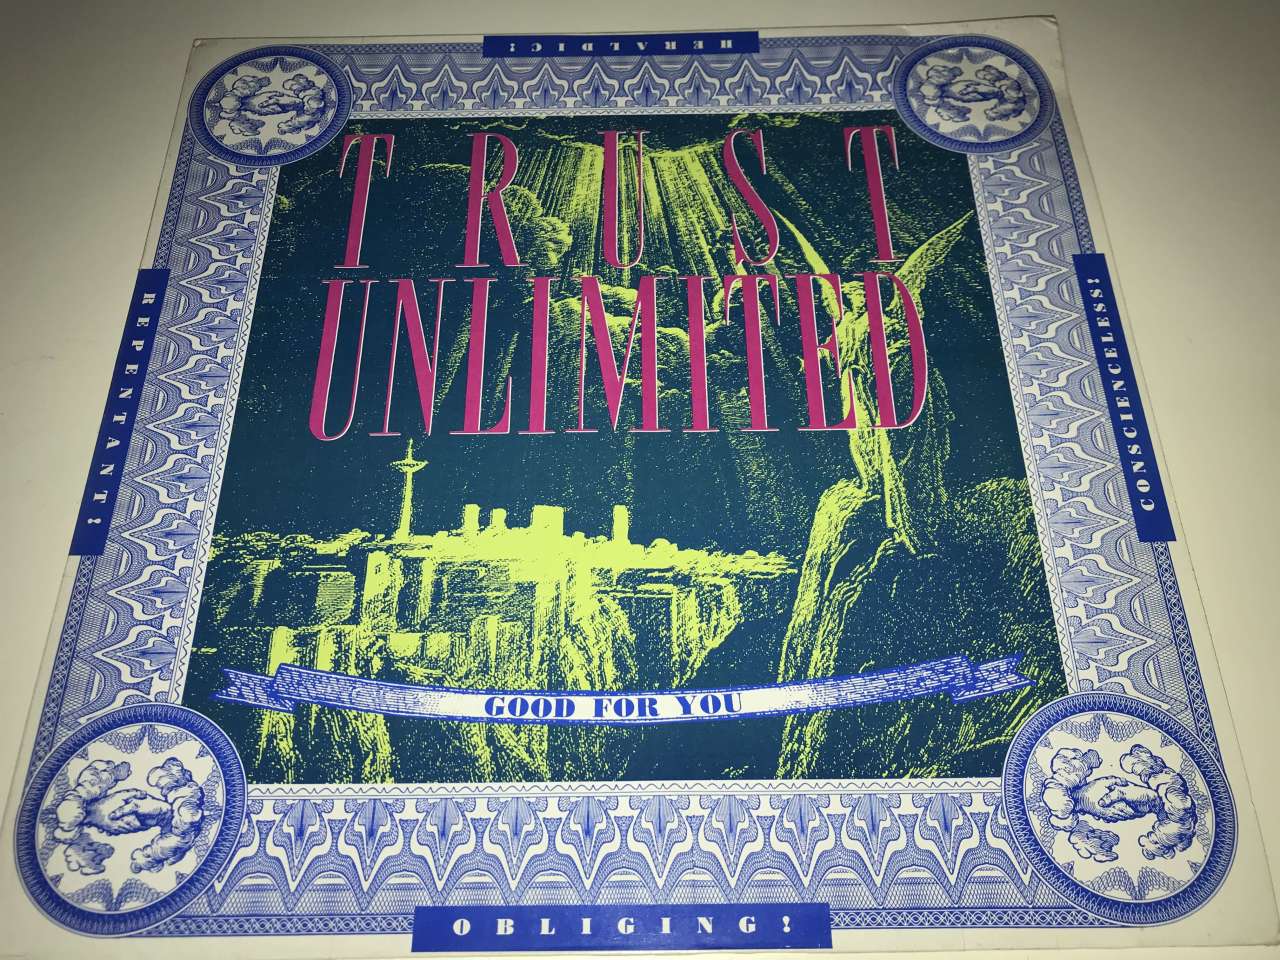 HERALDIC!
TRUST
UNLIMITED
REPENTANT!
CONSCIENCELESS!
GOOD FOR YOU
OBLIGING!